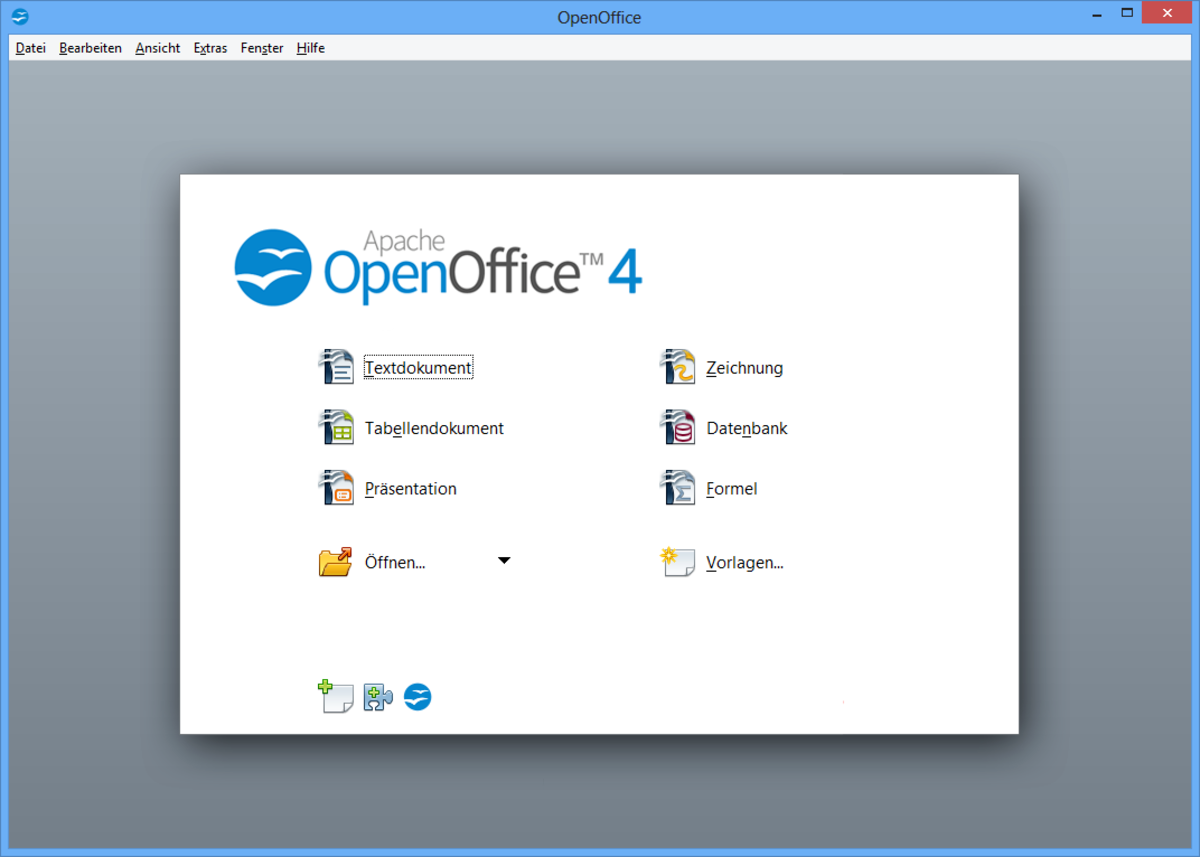 OpenOffice
Datei Bearbeiten Ansicht Extras Fenster Hilfe
Apache
OpenOffice™ 4
Textdokument
Zeichnung
Tabellendokument
Datenbank
Präsentation
Formel
Öffnen...
Vorlagen...